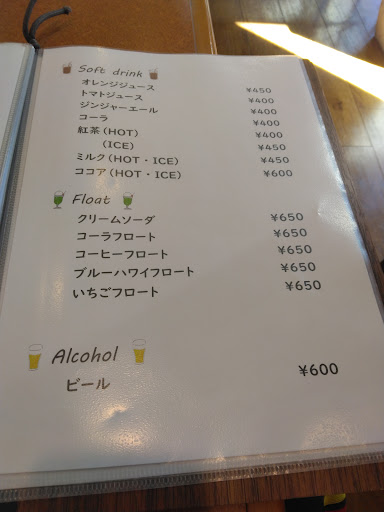 Soft drink
オレンジジュース ¥450
トマトジュース ¥400
ジンジャーエール ¥400
コーラ ¥400
紅茶(HOT) ¥400
(ICE) ¥450
ミルク(HOT・ICE) ¥450
ココア(HOT・ICE) ¥600
Float
クリームソーダ ¥650
コーラフロート ¥650
コーヒーフロート ¥650
ブルーハワイフロート ¥650
いちごフロート ¥650
Alcohol
ビール ¥600